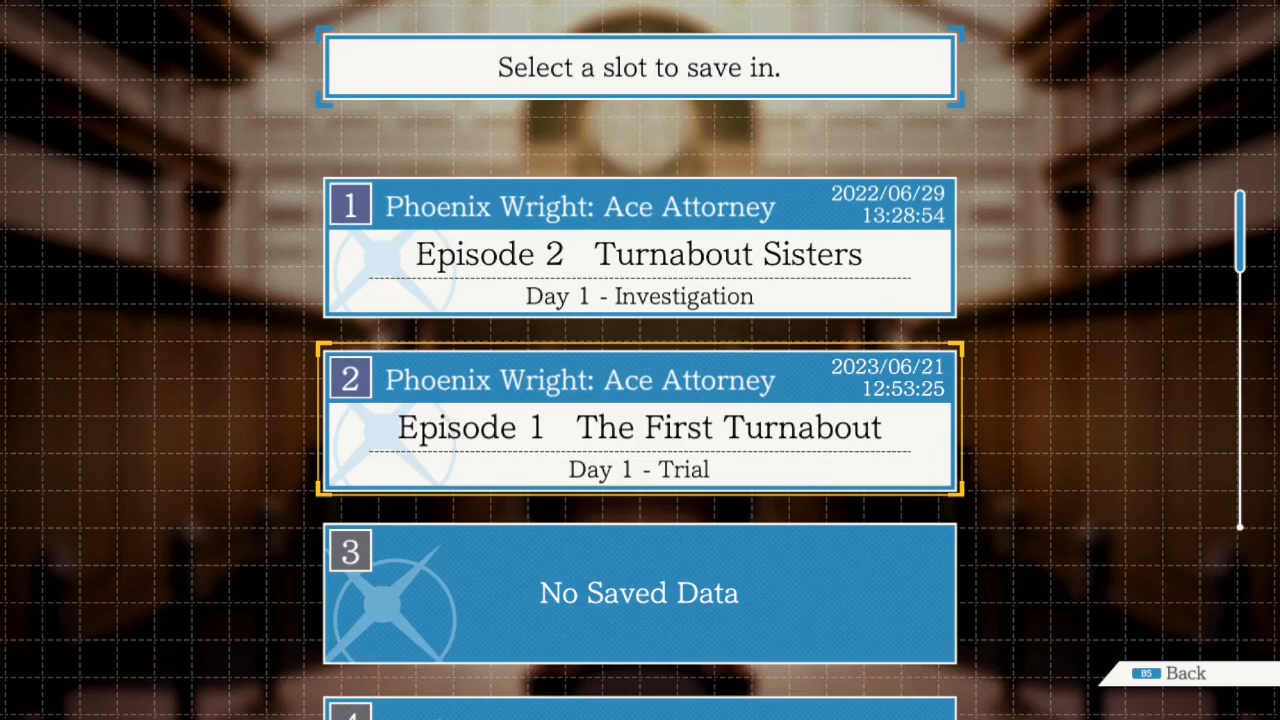 Select a slot to save in.
1 Phoenix Wright: Ace Attorney 2022/06/29
13:28:54
Episode 2 Turnabout Sisters
Day 1 - Investigation
2 Phoenix Wright: Ace Attorney 2023/06/21
12:53:25
Episode 1 The First Turnabout
Day 1 - Trial
3
No Saved Data
4
BS Back